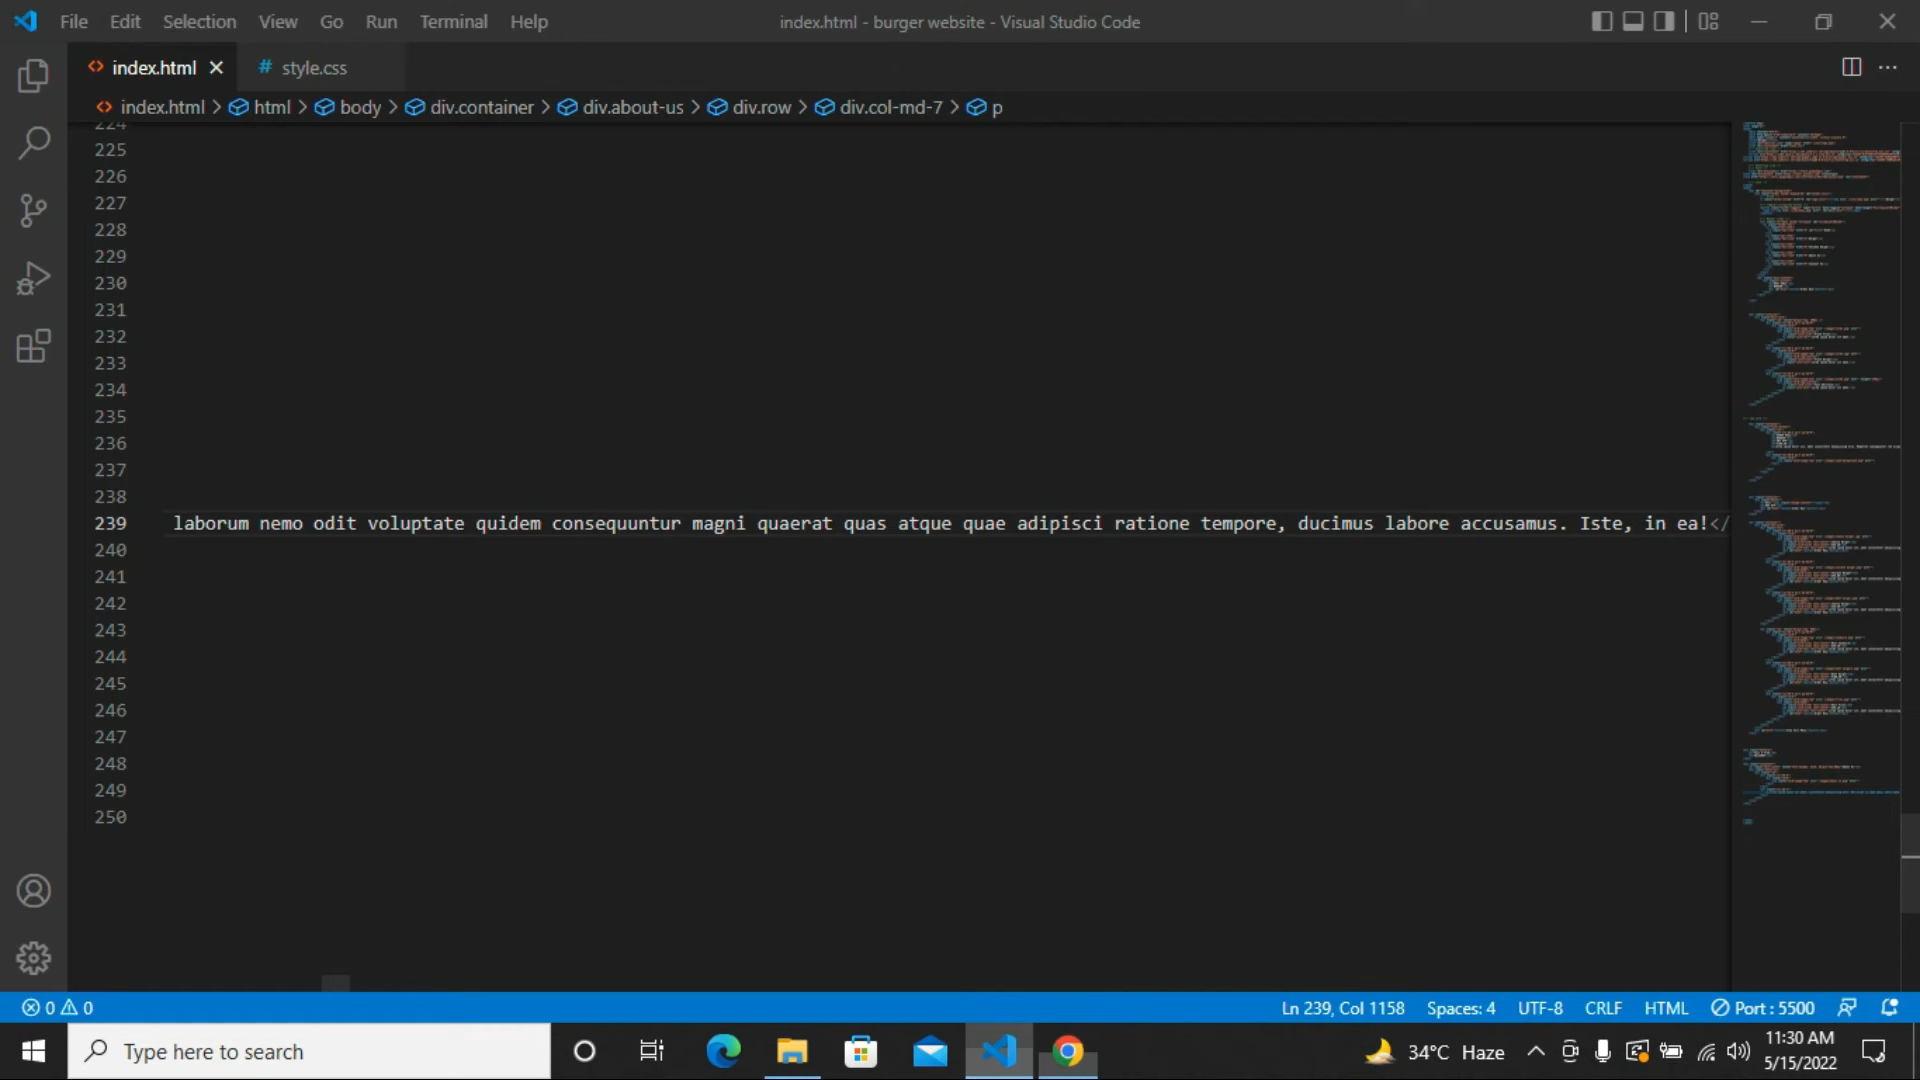 File Edit Selection View Go Run Terminal Help
index.html - burger website - Visual Studio Code
index.html
# style.css
index.html > html > body > div.container > div.about-us > div.row > div.col-md-7 > p
224
225
226
227
228
229
230
231
232
233
234
235
236
237
238
239 laborum nemo odit voluptate quidem consequuntur magni quaerat quas atque quae adipisci ratione tempore, ducimus labore accusamus. Iste, in ea!</
240
241
242
243
244
245
246
247
248
249
250
0 0 Ln 239, Col 1158 Spaces: 4 UTF-8 CRLF HTML Port : 5500
Type here to search
34°C Haze
11:30 AM
5/15/2022